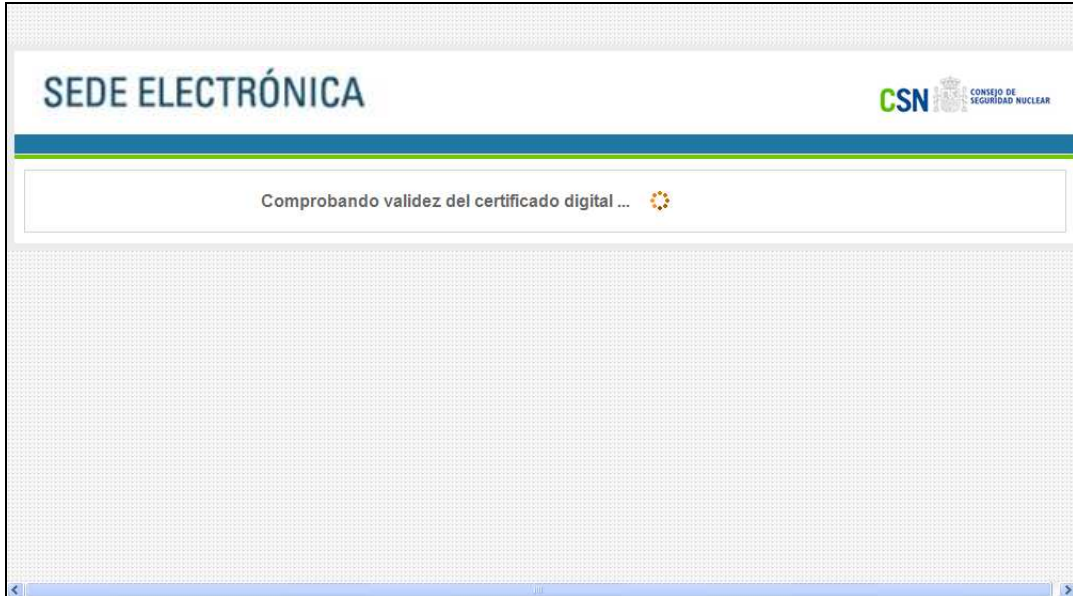 SEDE ELECTRÓNICA
CSN
CONSEJO DE
SEGURIDAD NUCLEAR
Comprobando validez del certificado digital ...